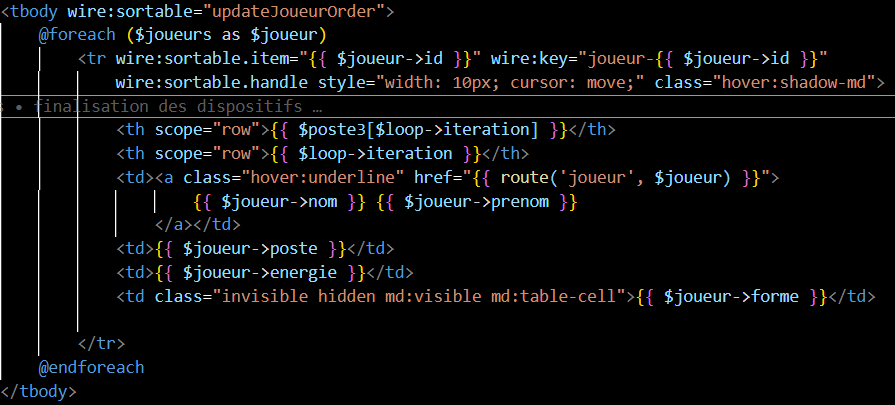 <tbody wire:sortable="updateJoueurOrder">
@foreach ($joueurs as $joueur)
<tr wire:sortable.item="{{ $joueur->id }}" wire:key="joueur-{{ $joueur->id }}"
wire:sortable.handle style="width: 10px; cursor: move;" class="hover:shadow-md">
s • finalisation des dispositifs …
<th scope="row">{{ $poste3[$loop->iteration] }}</th>
<th scope="row">{{ $loop->iteration }}</th>
<td><a class="hover:underline" href="{{ route('joueur', $joueur) }}">
{{ $joueur->nom }} {{ $joueur->prenom }}
</a></td>
<td>{{ $joueur->poste }}</td>
<td>{{ $joueur->energie }}</td>
<td class="invisible hidden md:visible md:table-cell">{{ $joueur->forme }}</td>
</tr>
@endforeach
</tbody>